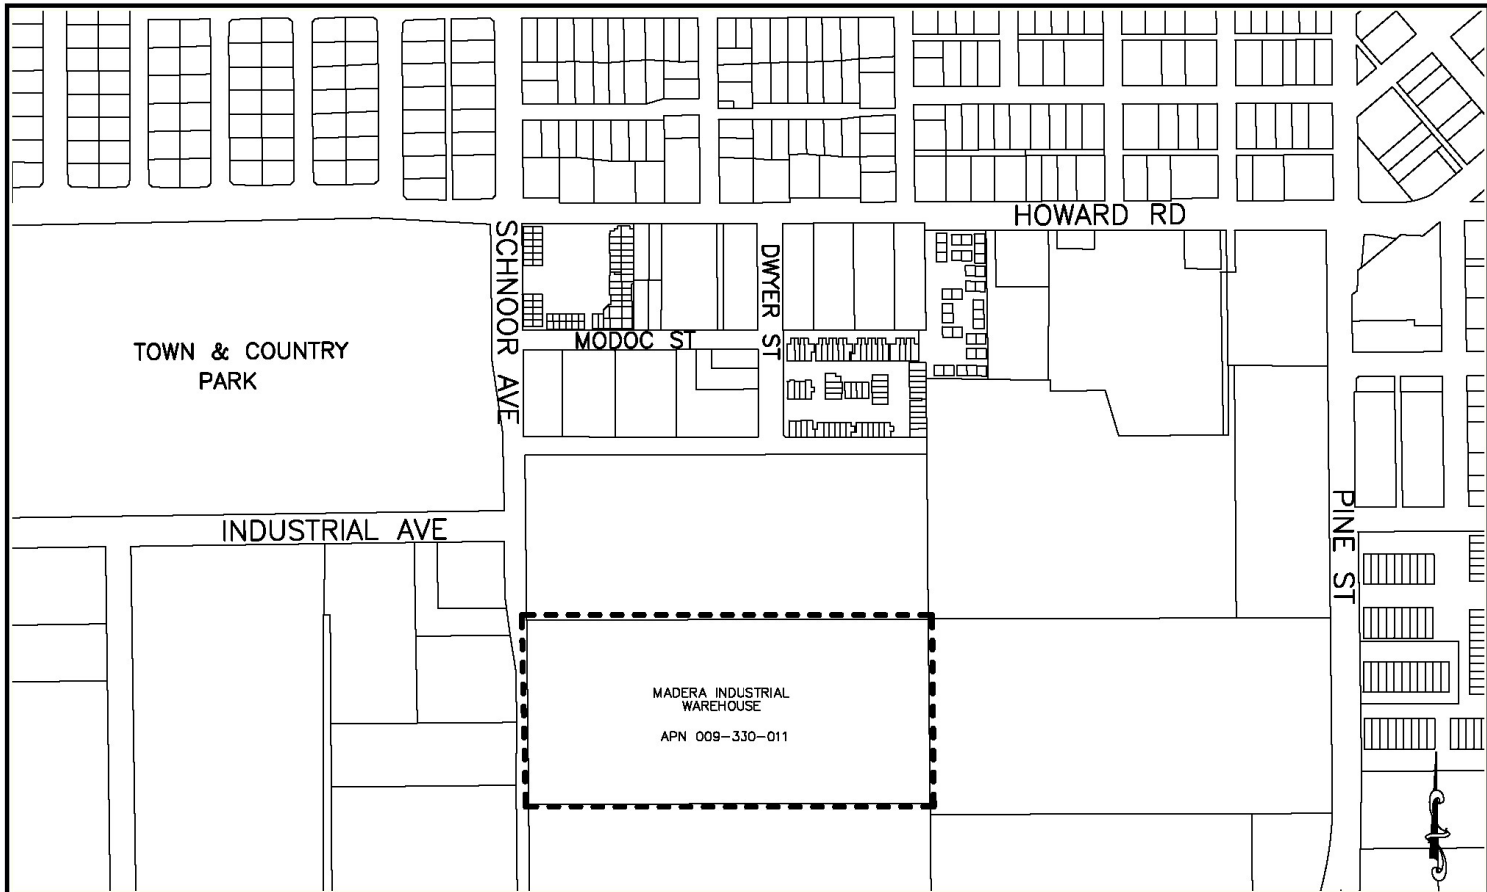 HOWARD RD
SCHNOOR AVE
DWYER ST
MODOC ST
TOWN & COUNTRY
PARK
INDUSTRIAL AVE
PINE ST
MADERA INDUSTRIAL
WAREHOUSE
APN 009-330-011